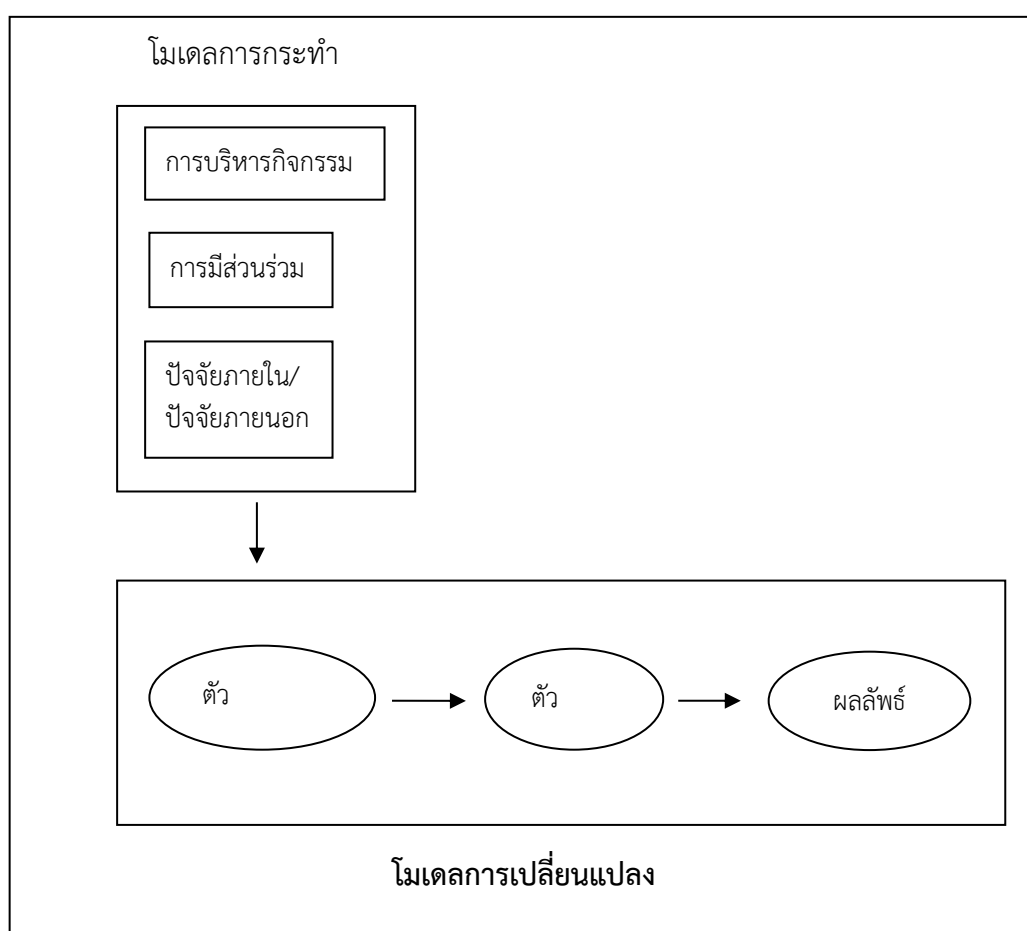 โมเดลการกระทำ
การบริหารกิจกรรม
การมีส่วนร่วม
ปัจจัยภายใน/
ปัจจัยภายนอก
ตัว
ตัว
ผลลัพธ์
โมเดลการเปลี่ยนแปลง